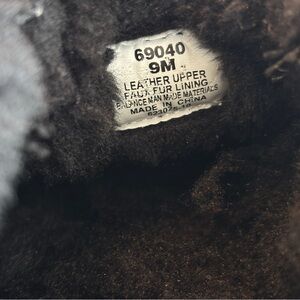 69040
9M
LEATHER UPPER
FAUX FUR LINING
BALANCE MAN MADE MATERIALS
MADE IN CHINA